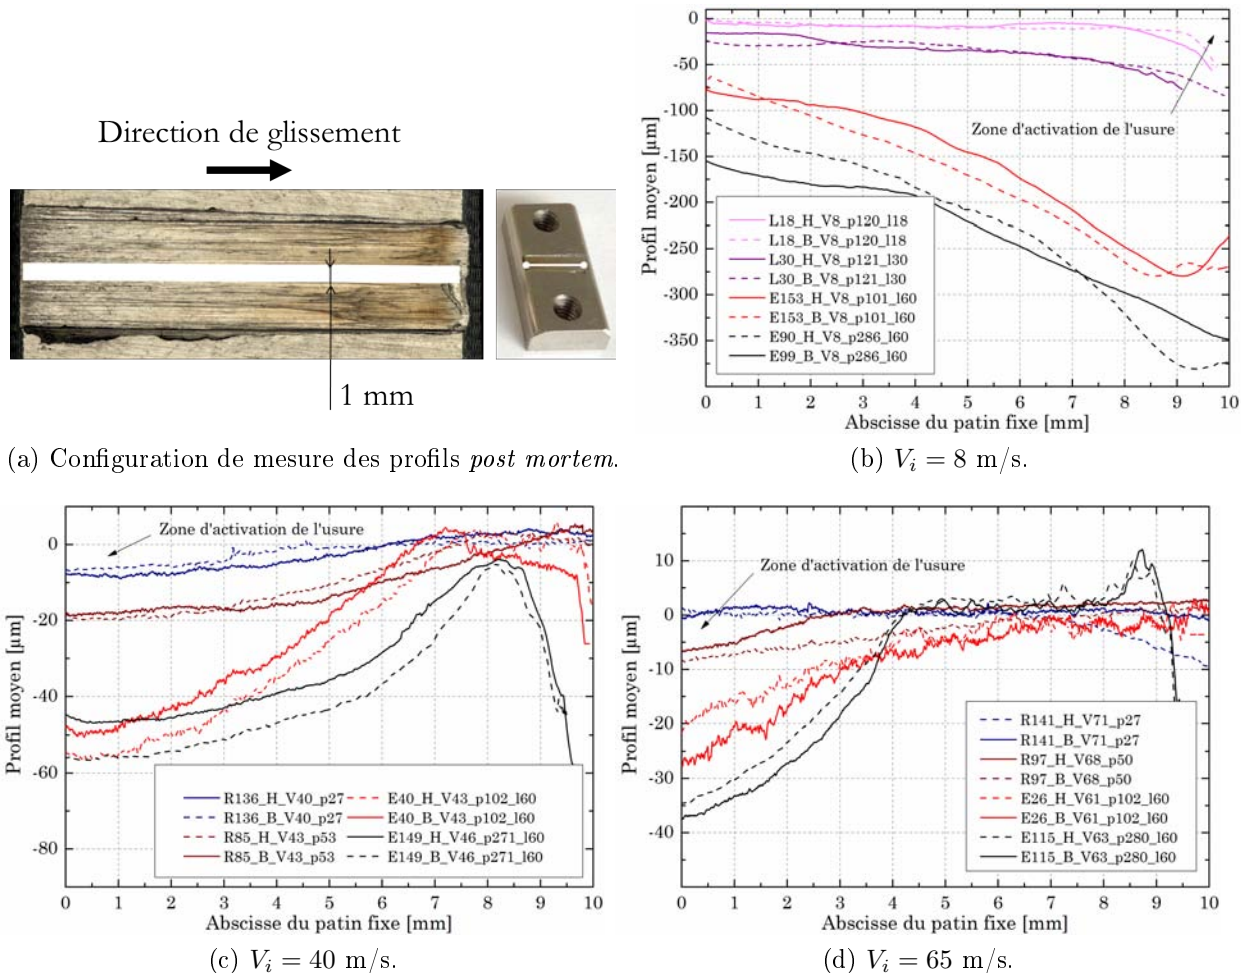 Direction de glissement
1 mm
(a) Configuration de mesure des profils post mortem.
0
-50
-100
-150
-200
-250
-300
-350
Profil moyen [µm]
Zone d'activation de l'usure
L18_H_V8_p120_l18
L18_B_V8_p120_l18
L30_H_V8_p121_l30
L30_B_V8_p121_l30
E153_H_V8_p101_l60
E153_B_V8_p101_l60
E90_H_V8_p286_l60
E99_B_V8_p286_l60
0 1 2 3 4 5 6 7 8 9 10
Abscisse du patin fixe [mm]
(b) Vi = 8 m/s.
0
-20
-40
-60
-80
Profil moyen [µm]
Zone d'activation de l'usure
R136_H_V40_p27
R136_B_V40_p27
R85_H_V43_p53
R85_B_V43_p53
E40_H_V43_p102_l60
E40_B_V43_p102_l60
E149_H_V46_p271_l60
E149_B_V46_p271_l60
0 1 2 3 4 5 6 7 8 9 10
Abscisse du patin fixe [mm]
(c) Vi = 40 m/s.
10
0
-10
-20
-30
-40
Profil moyen [µm]
Zone d'activation de l'usure
R141_H_V71_p27
R141_B_V71_p27
R97_H_V68_p50
R97_B_V68_p50
E26_H_V61_p102_l60
E26_B_V61_p102_l60
E115_H_V63_p280_l60
E115_B_V63_p280_l60
0 1 2 3 4 5 6 7 8 9 10
Abscisse du patin fixe [mm]
(d) Vi = 65 m/s.